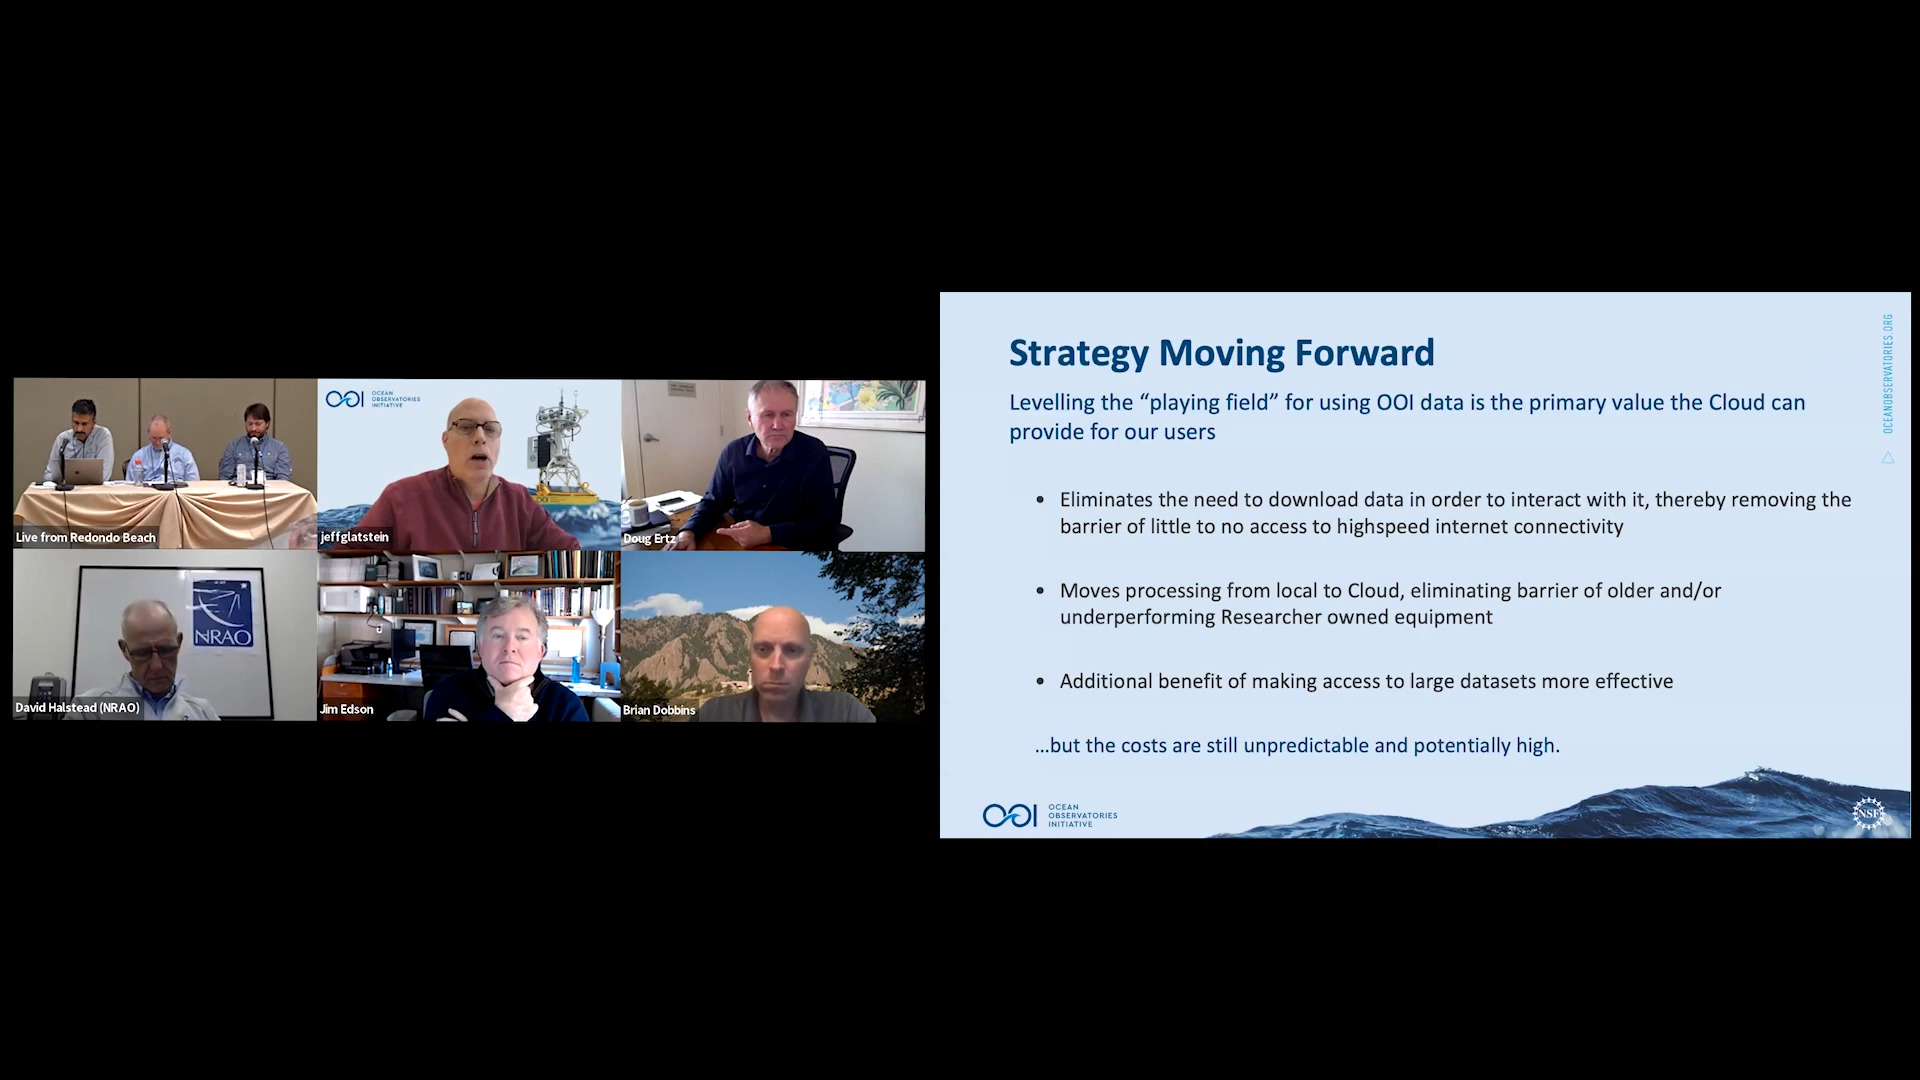 OOI
OCEAN
OBSERVATORIES
INITIATIVE
Live from Redondo Beach
jeffglatstein
Doug Ertz
NRAO
David Halstead (NRAO)
Jim Edson
Brian Dobbins
Strategy Moving Forward
Levelling the “playing field” for using OOI data is the primary value the Cloud can
provide for our users
• Eliminates the need to download data in order to interact with it, thereby removing the
barrier of little to no access to highspeed internet connectivity
• Moves processing from local to Cloud, eliminating barrier of older and/or
underperforming Researcher owned equipment
• Additional benefit of making access to large datasets more effective
...but the costs are still unpredictable and potentially high.
OCEANOBSERVATORIES.ORG
OOI
OCEAN
OBSERVATORIES
INITIATIVE
NSF